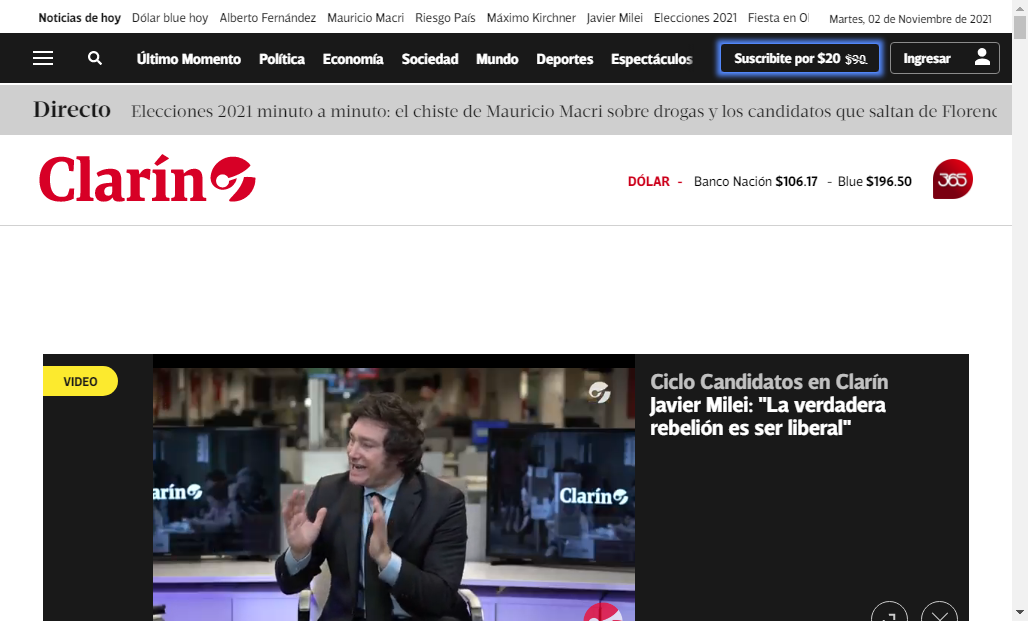 Noticias de hoy Dólar blue hoy Alberto Fernández Mauricio Macri Riesgo País Máximo Kirchner Javier Milei Elecciones 2021 Fiesta en Ol Martes, 02 de Noviembre de 2021
Último Momento Política Economía Sociedad Mundo Deportes Espectáculos Suscribite por $20 $90 Ingresar
Directo Elecciones 2021 minuto a minuto: el chiste de Mauricio Macri sobre drogas y los candidatos que saltan de Florenc
Clarín DÓLAR - Banco Nación $106.17 - Blue $196.50 365
VIDEO
Ciclo Candidatos en Clarín
Javier Milei: "La verdadera
rebelión es ser liberal"
arín
Clarín